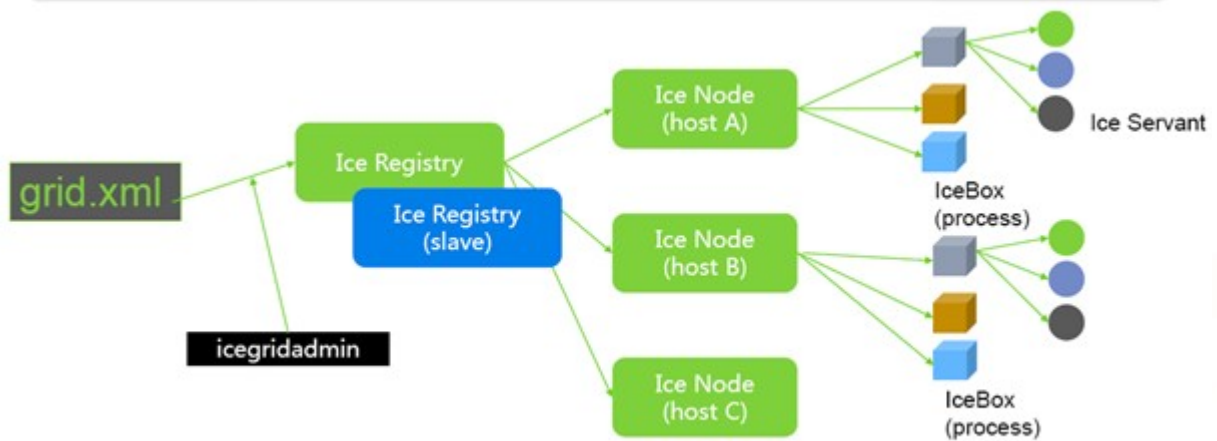 grid.xml
icegridadmin
Ice Registry
Ice Registry
(slave)
Ice Node
(host A)
Ice Node
(host B)
Ice Node
(host C)
Ice Servant
IceBox
(process)
IceBox
(process)